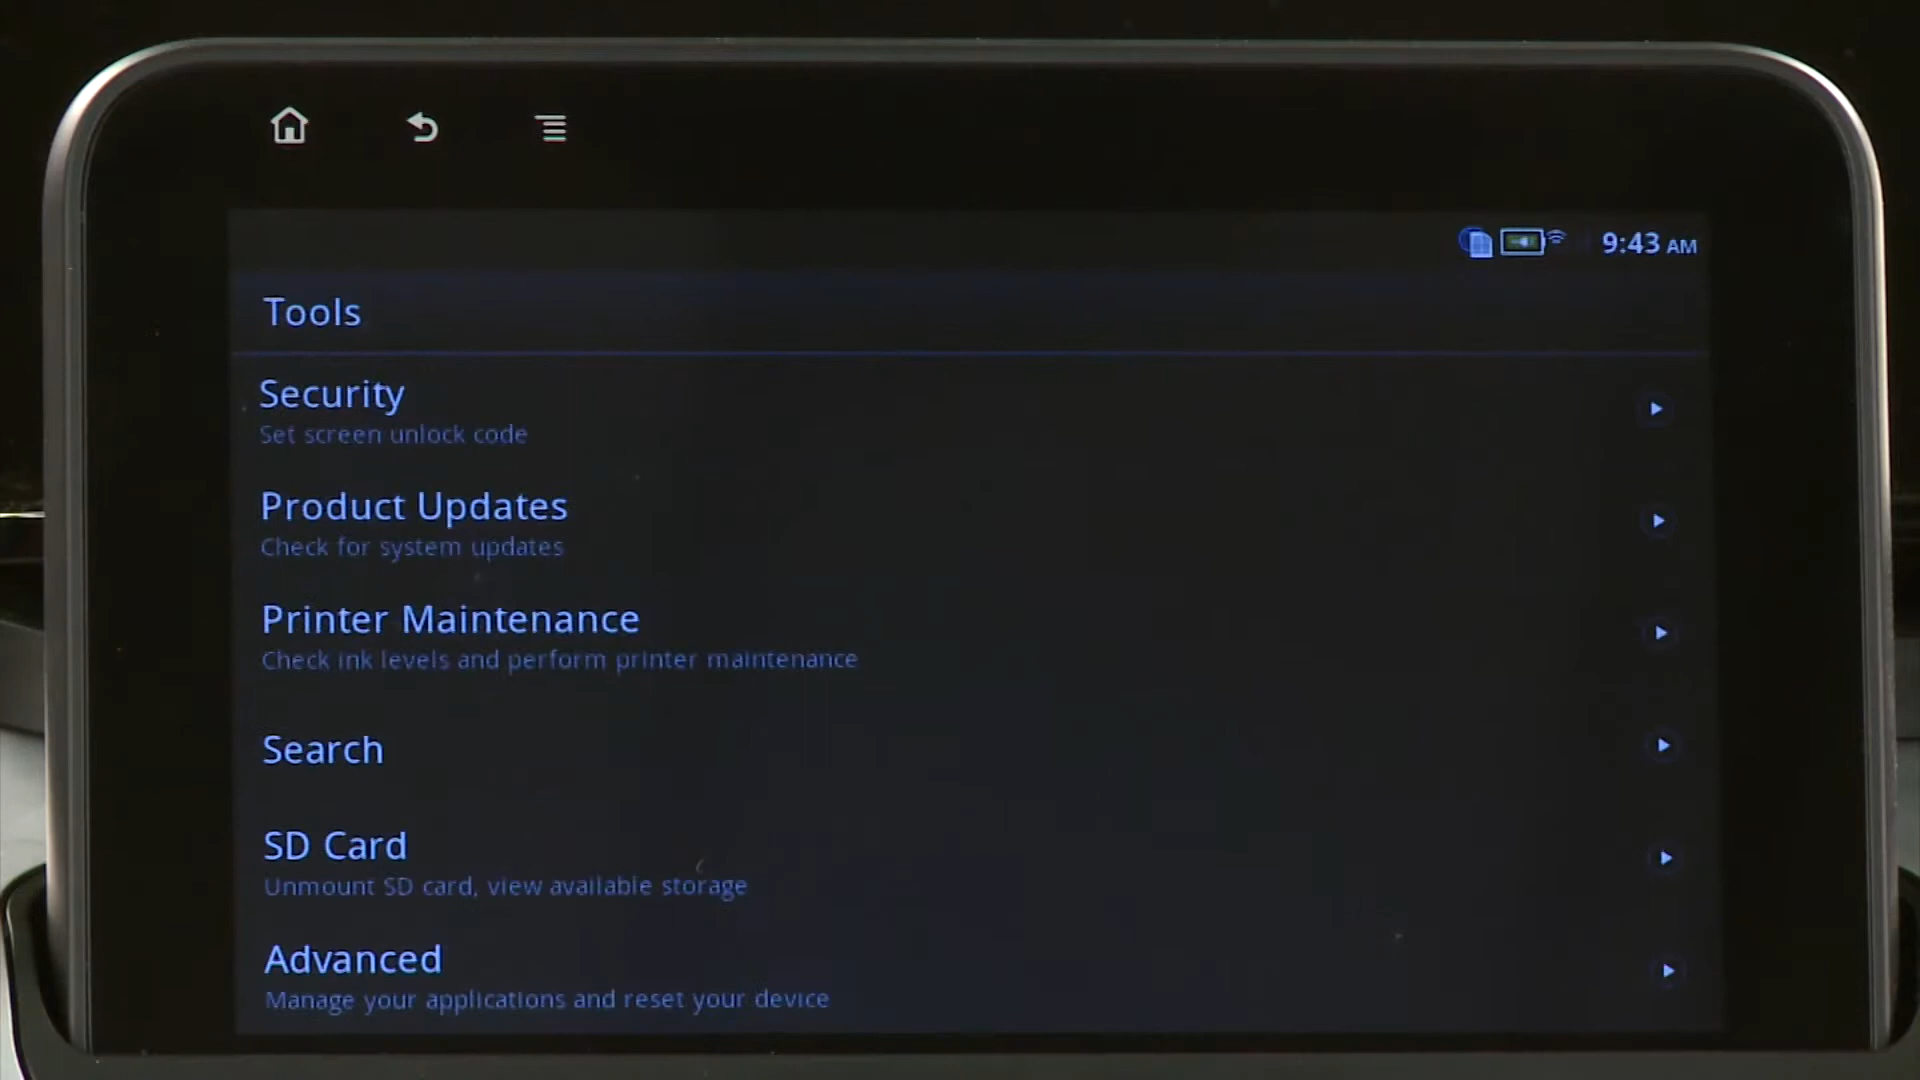 9:43 AM
Tools
Security
Set screen unlock code
Product Updates
Check for system updates
Printer Maintenance
Check ink levels and perform printer maintenance
Search
SD Card
Unmount SD card, view available storage
Advanced
Manage your applications and reset your device